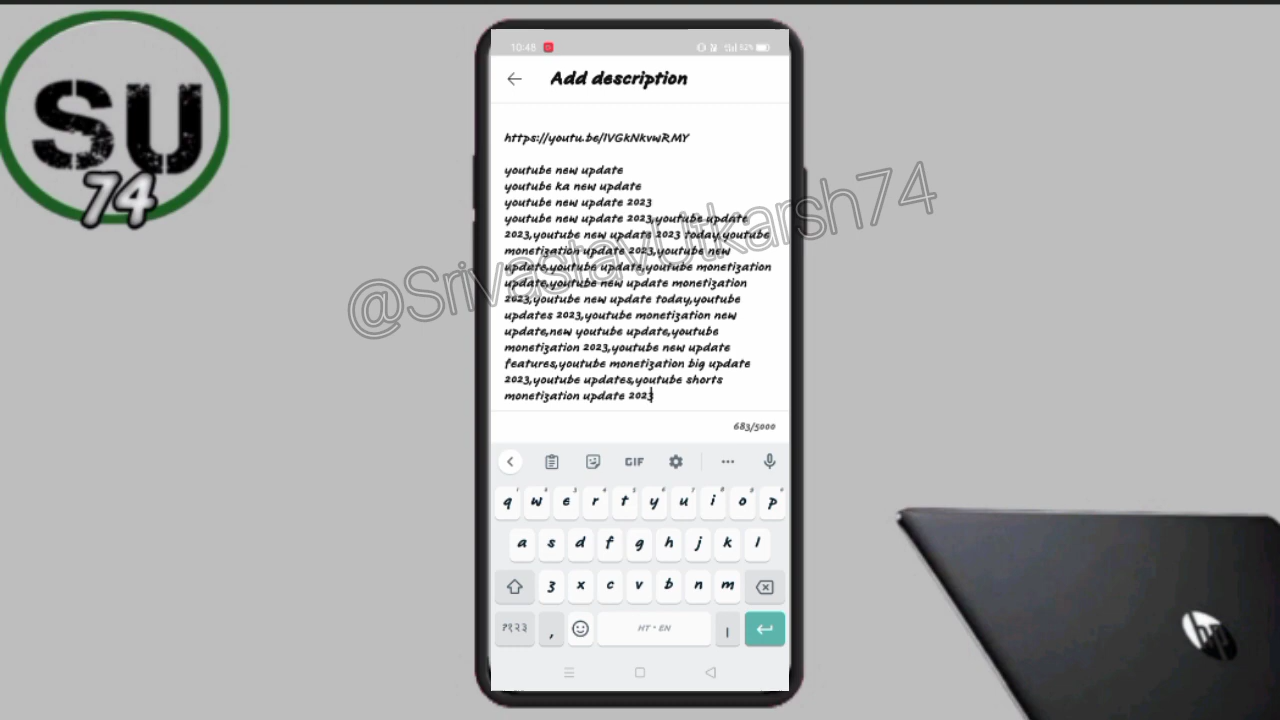 SU
74
10:48
82%
Add description
https://youtu.be/lVGkNkvwRMY
youtube new update
youtube ka new update
youtube new update 2023
youtube new update 2023,youtube update
2023,youtube new update 2023 today,youtube
monetization update 2023,youtube new
update,youtube update,youtube monetization
update,youtube new update monetization
2023,youtube new update today,youtube
updates 2023,youtube monetization new
update,new youtube update,youtube
monetization 2023,youtube new update
features,youtube monetization big update
2023,youtube updates,youtube shorts
monetization update 2023
@SrivastavUtkarsh74
683/5000
GIF
q w e r t y u i o p
a s d f g h j k l
z x c v b n m
?१२३ , HI • EN |
hp